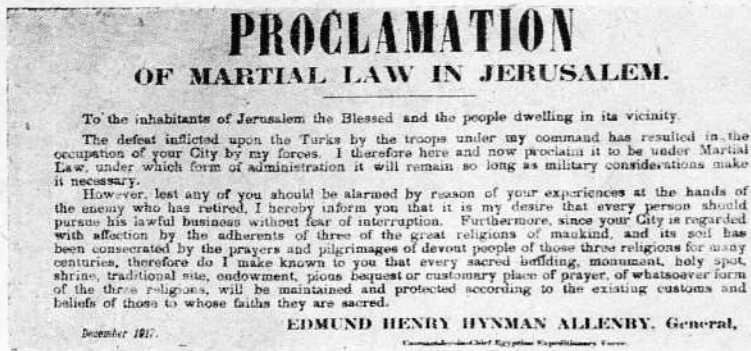 PROCLAMATION
OF MARTIAL LAW IN JERUSALEM.
To the inhabitants of Jerusalem the Blessed and the people dwelling in its vicinity.
The defeat inflicted upon the Turks by the troops under my command has resulted in the
occupation of your City by my forces. I therefore here and now proclaim it to be under Martial
Law, under which form of administration it will remain so long as military considerations make
it necessary.
However, lest any of you should be alarmed by reason of your experiences at the hands of
the enemy who has retired, I hereby inform you that it is my desire that every person should
pursue his lawful business without fear of interruption. Furthermore, since your City is regarded
with affection by the adherents of three of the great religions of mankind, and its soil has
been consecrated by the prayers and pilgrimages of devout people of those three religions for many
centuries, therefore do I make known to you that every sacred building, monument, holy spot,
shrine, traditional site, endowment, pious bequest or customary place of prayer, of whatsoever form
of the three religions, will be maintained and protected according to the existing customs and
beliefs of those to whose faiths they are sacred.
December 1917.
EDMUND HENRY HYNMAN ALLENBY, General,
Commander-in-Chief Egyptian Expeditionary Force.